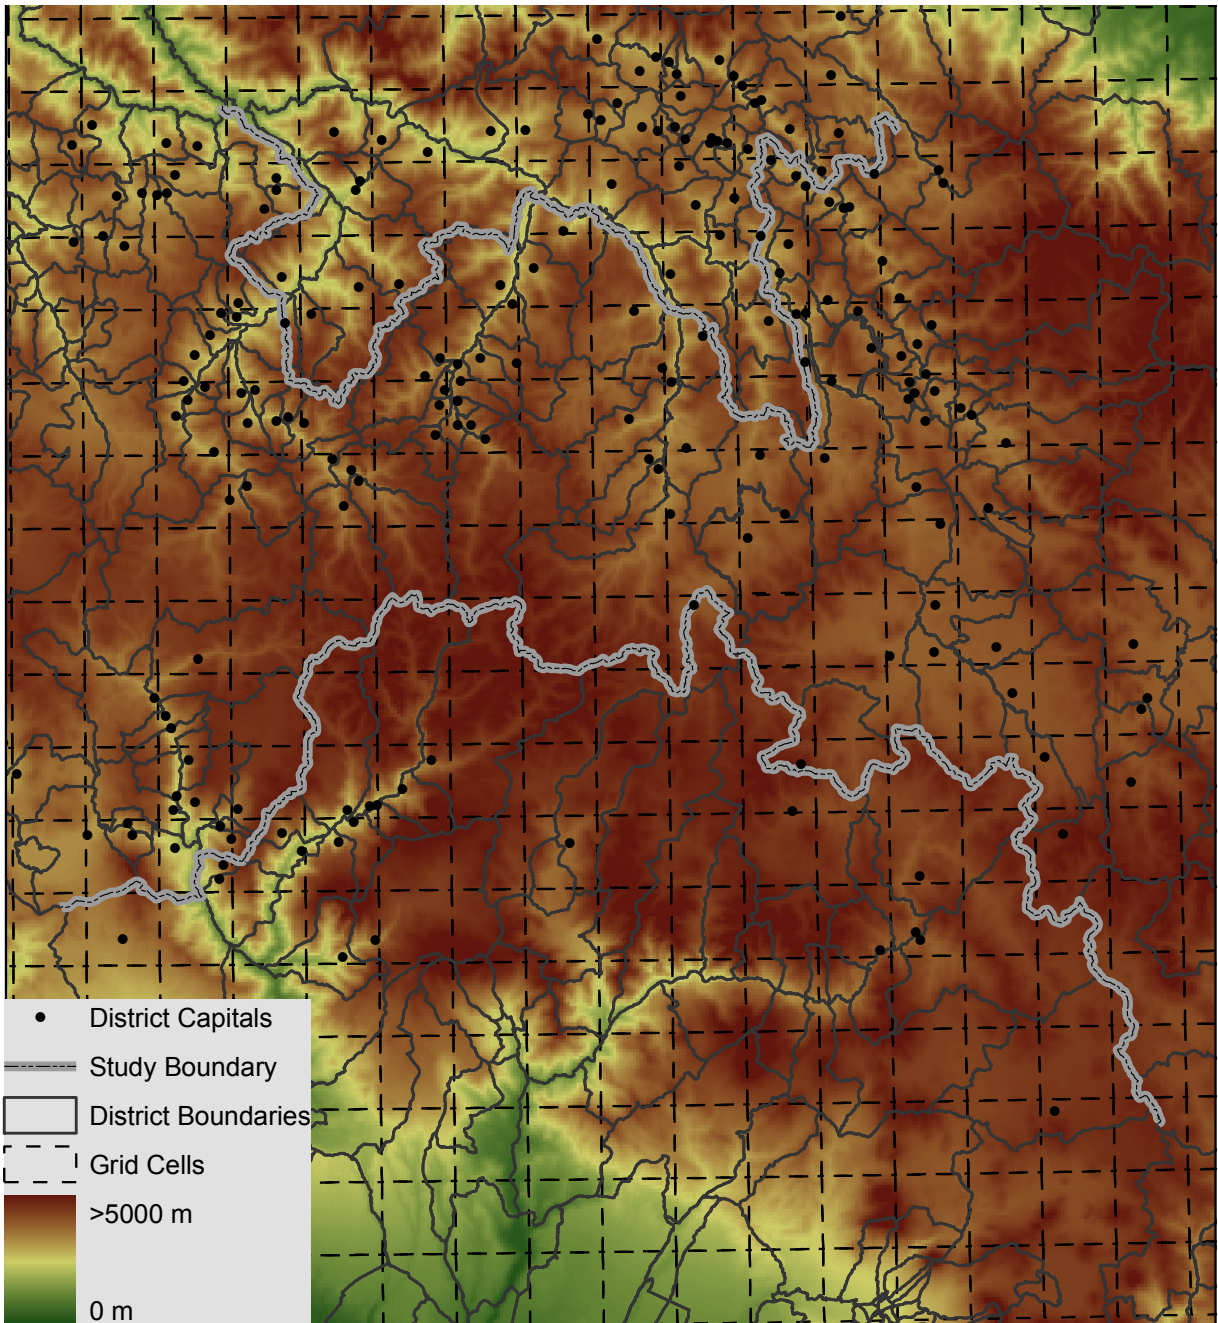 District Capitals
Study Boundary
District Boundaries
Grid Cells
>5000 m
0 m